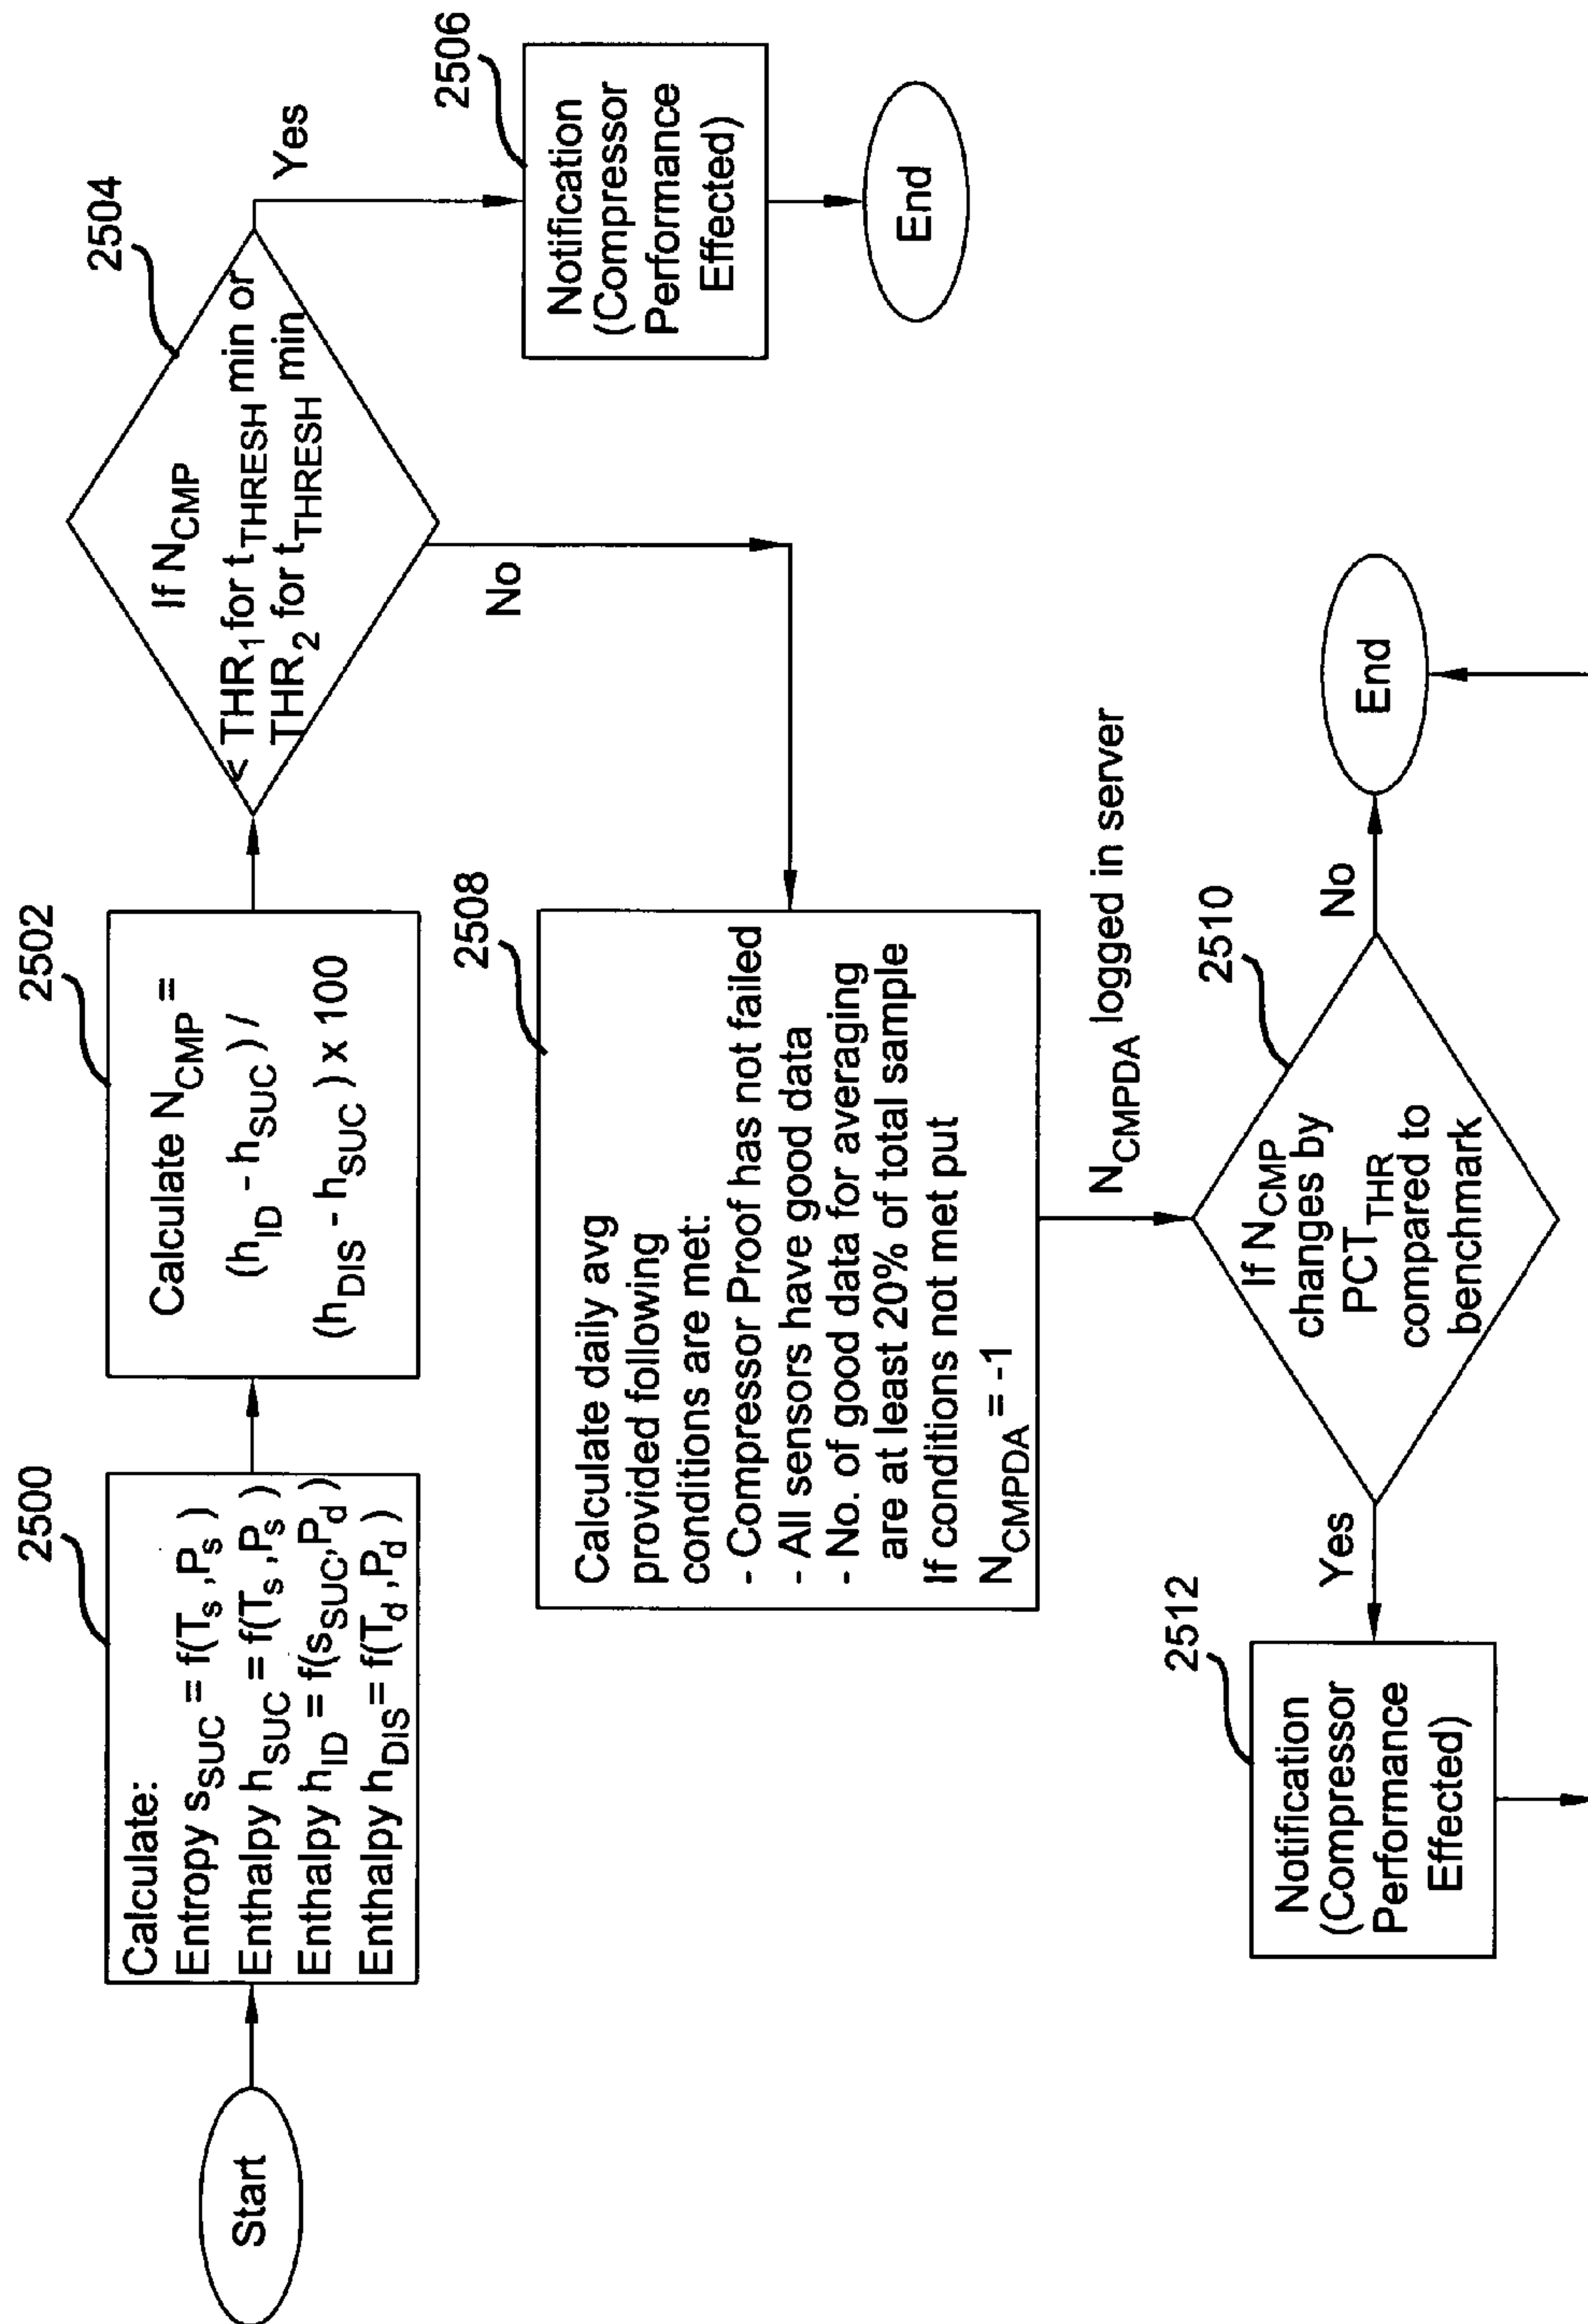 Start
2500
Calculate:
Entropy s_SUC = f(T_s ,P_s )
Enthalpy h_SUC = f(T_s ,P_s )
Enthalpy h_ID = f(s_SUC,P_d )
Enthalpy h_DIS = f(T_d ,P_d )
2502
Calculate N_CMP =
(h_ID - h_SUC ) /
(h_DIS - h_SUC ) x 100
2504
If N_CMP
< THR_1 for t_THRESH min or
THR_2 for t_THRESH min
Yes
No
2506
Notification
(Compressor
Performance
Effected)
End
2508
Calculate daily avg
provided following
conditions are met:
- Compressor Proof has not failed
- All sensors have good data
- No. of good data for averaging
are at least 20% of total sample
If conditions not met put
N_CMPDA = -1
N_CMPDA logged in server
2510
If N_CMP
changes by
PCT_THR
compared to
benchmark
Yes
No
End
2512
Notification
(Compressor
Performance
Effected)